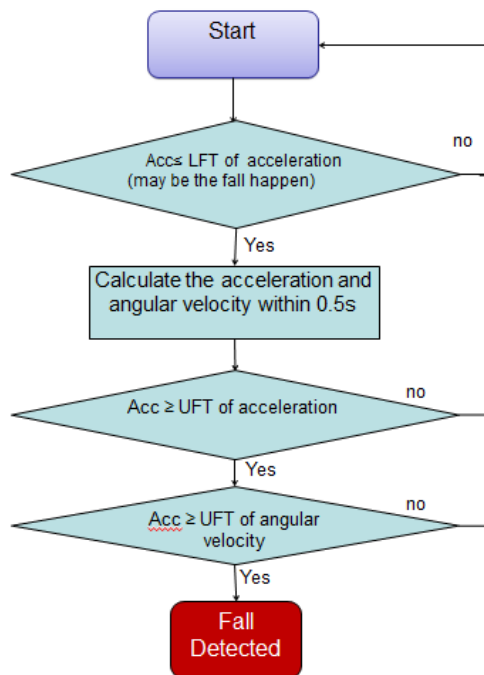 Start
Acc≤ LFT of acceleration
(may be the fall happen)
no
Yes
Calculate the acceleration and
angular velocity within 0.5s
Acc ≥ UFT of acceleration
no
Yes
Acc ≥ UFT of angular
velocity
no
Yes
Fall
Detected